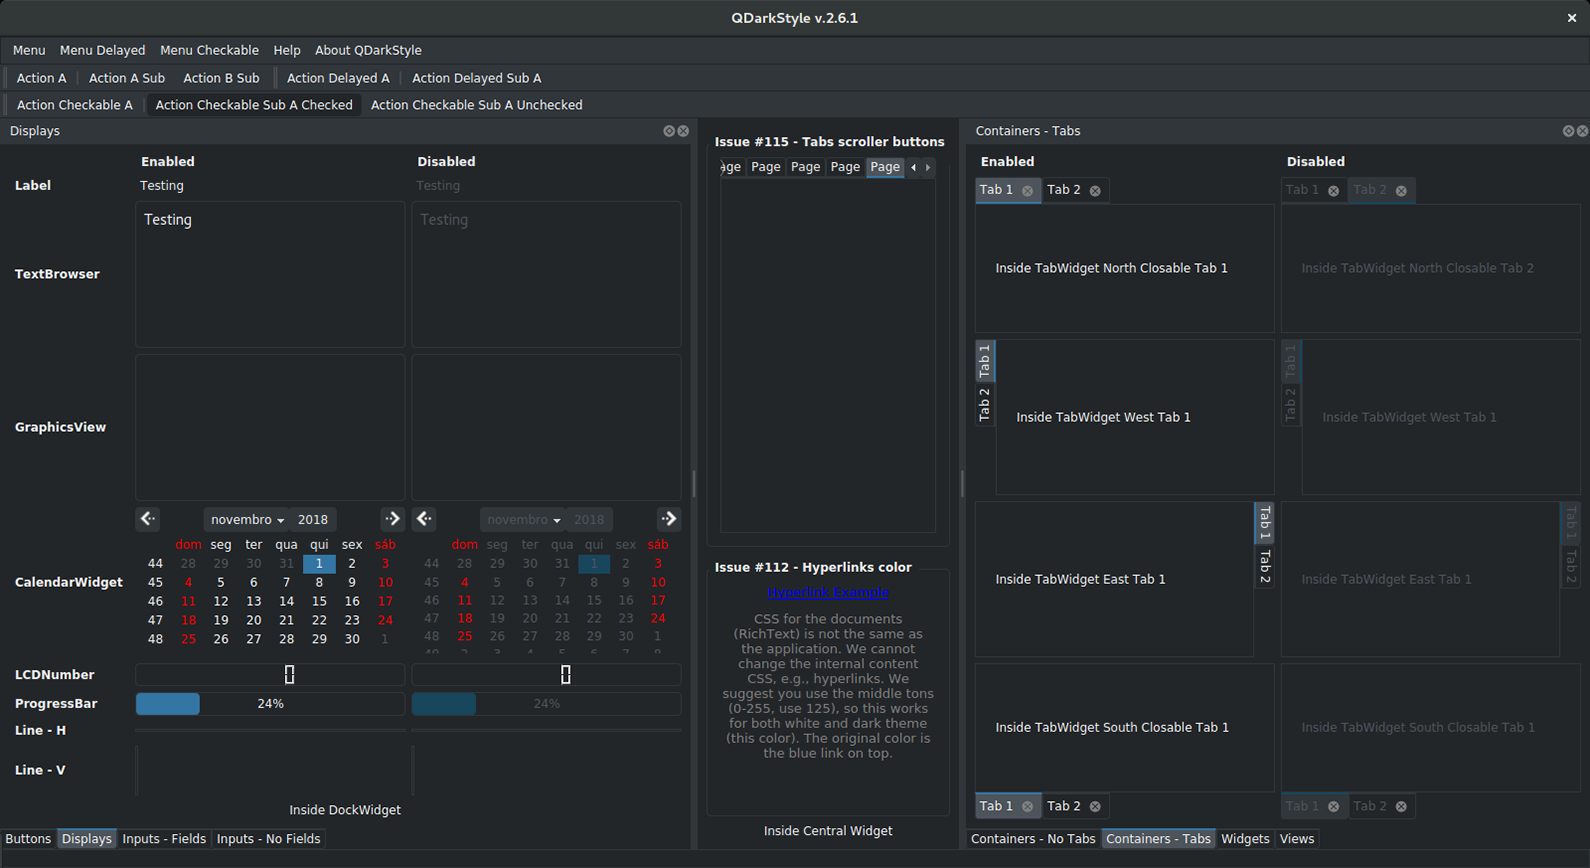 QDarkStyle v.2.6.1
Menu Menu Delayed Menu Checkable Help About QDarkStyle
Action A Action A Sub Action B Sub Action Delayed A Action Delayed Sub A
Action Checkable A Action Checkable Sub A Checked Action Checkable Sub A Unchecked
Displays
Enabled Disabled
Label Testing Testing
TextBrowser Testing Testing
GraphicsView
CalendarWidget
novembro 2018
dom seg ter qua qui sex sáb
44 28 29 30 31 1 2 3
45 4 5 6 7 8 9 10
46 11 12 13 14 15 16 17
47 18 19 20 21 22 23 24
48 25 26 27 28 29 30 1
novembro 2018
dom seg ter qua qui sex sáb
44 28 29 30 31 1 2 3
45 4 5 6 7 8 9 10
46 11 12 13 14 15 16 17
47 18 19 20 21 22 23 24
48 25 26 27 28 29 30 1
LCDNumber 0 0
ProgressBar 24% 24%
Line - H
Line - V
Inside DockWidget
Buttons Displays Inputs - Fields Inputs - No Fields
Issue #115 - Tabs scroller buttons
age Page Page Page Page
Issue #112 - Hyperlinks color
Hyperlink Example
CSS for the documents
(RichText) is not the same as
the application. We cannot
change the internal content
CSS, e.g., hyperlinks. We
suggest you use the middle tons
(0-255, use 125), so this works
for both white and dark theme
(this color). The original color is
the blue link on top.
Inside Central Widget
Containers - Tabs
Enabled Disabled
Tab 1 Tab 2 Tab 1 Tab 2
Inside TabWidget North Closable Tab 1 Inside TabWidget North Closable Tab 2
Tab 1 Tab 2 Tab 1 Tab 2
Inside TabWidget West Tab 1 Inside TabWidget West Tab 1
Tab 1 Tab 2 Tab 1 Tab 2
Inside TabWidget East Tab 1 Inside TabWidget East Tab 1
Inside TabWidget South Closable Tab 1 Inside TabWidget South Closable Tab 1
Tab 1 Tab 2 Tab 1 Tab 2
Containers - No Tabs Containers - Tabs Widgets Views